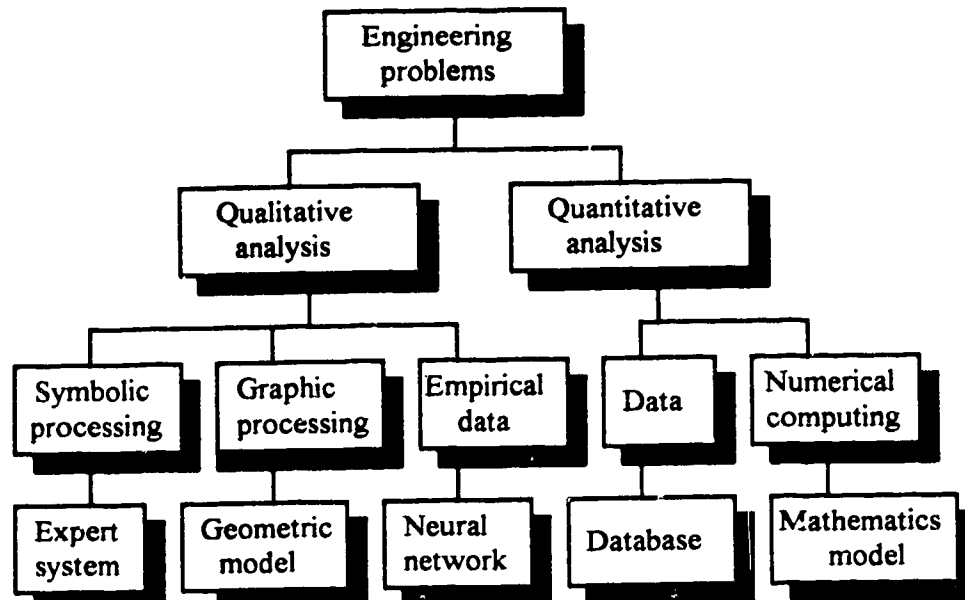 Engineering
problems
Qualitative
analysis
Quantitative
analysis
Symbolic
processing
Graphic
processing
Empirical
data
Data
Numerical
computing
Expert
system
Geometric
model
Neural
network
Database
Mathematics
model